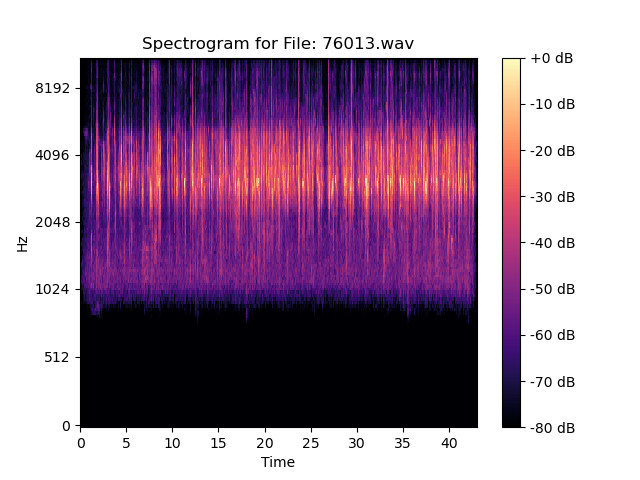 Spectrogram for File: 76013.wav
+0 dB
8192
-10 dB
4096
-20 dB
-30 dB
2048
Hz
-40 dB
1024
-50 dB
-60 dB
512
-70 dB
0
-80 dB
0 5 10 15 20 25 30 35 40
Time